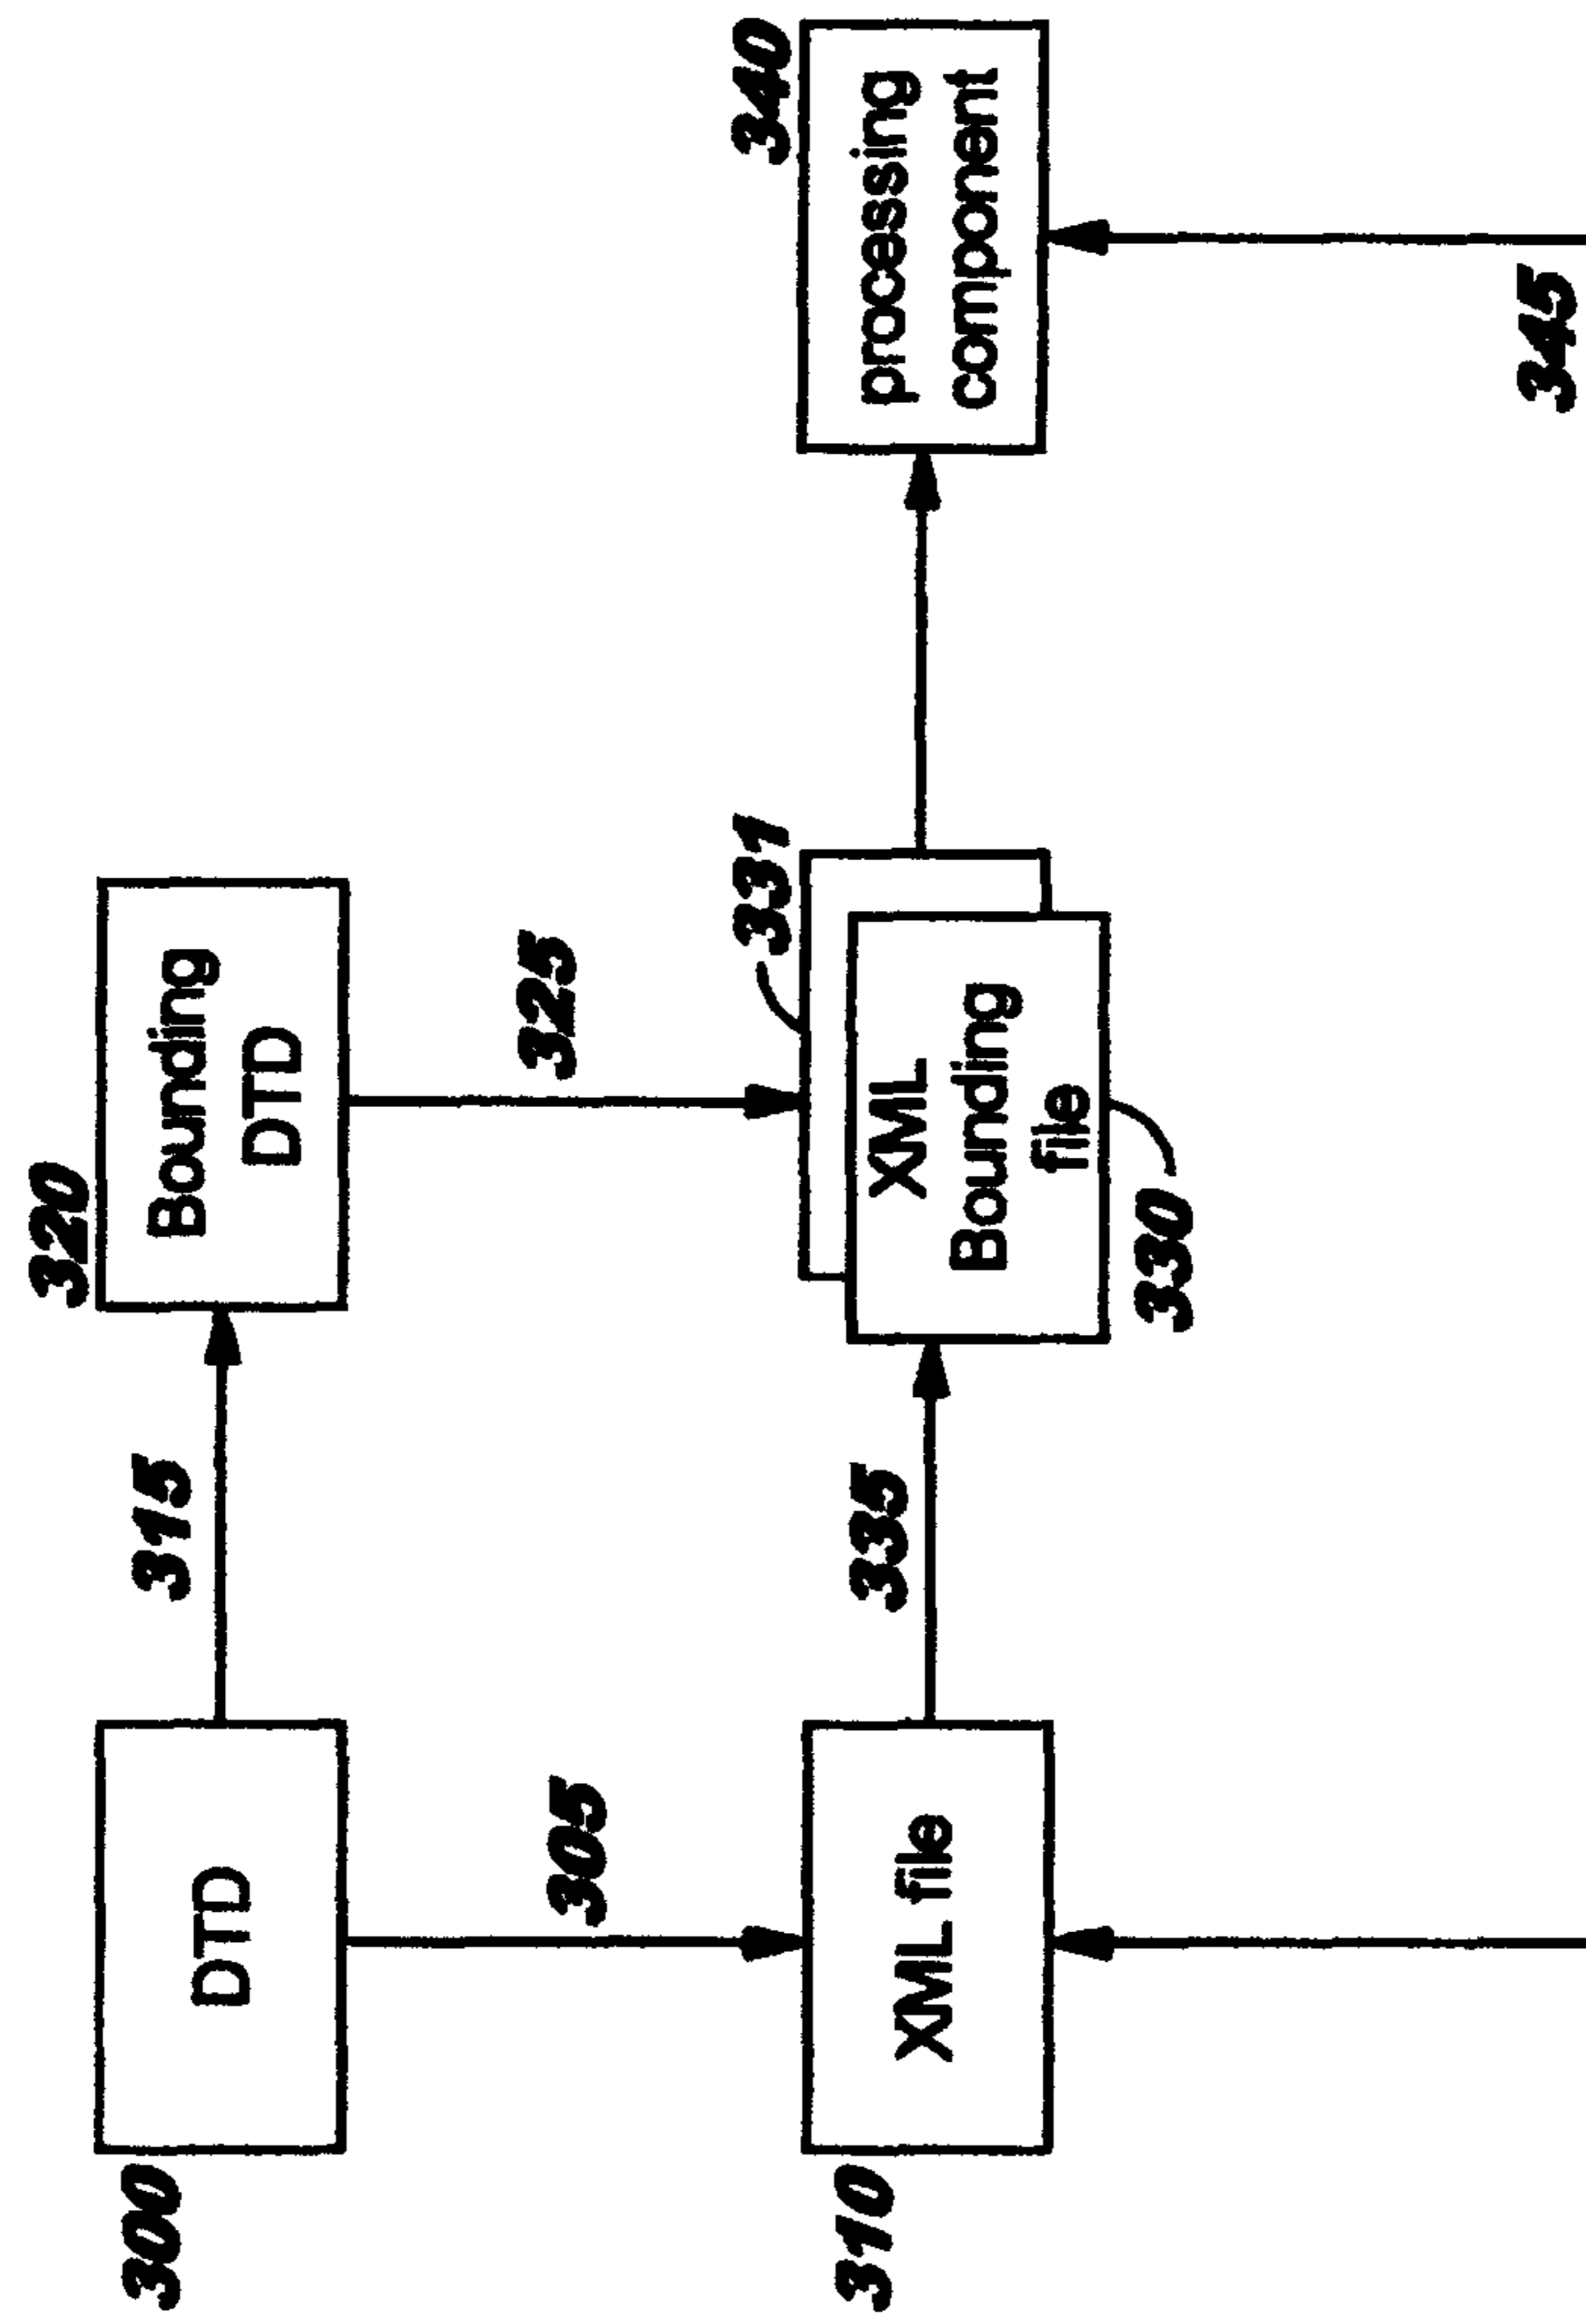 300
DTD
315
320
Bounding
DTD
305
325
310
XML file
335
331
XML
Bounding
file
330
340
processing
component
345